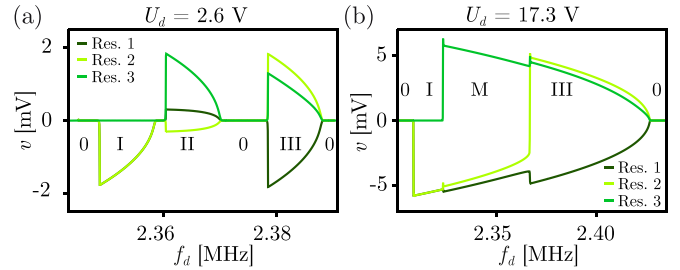 (a) U_d = 2.6 V
Res. 1
Res. 2
Res. 3
2
0
-2
v [mV]
0 I II 0 III 0
2.36 2.38
f_d [MHz]
(b) U_d = 17.3 V
5
0
-5
v [mV]
0 I M III 0
Res. 1
Res. 2
Res. 3
2.35 2.40
f_d [MHz]